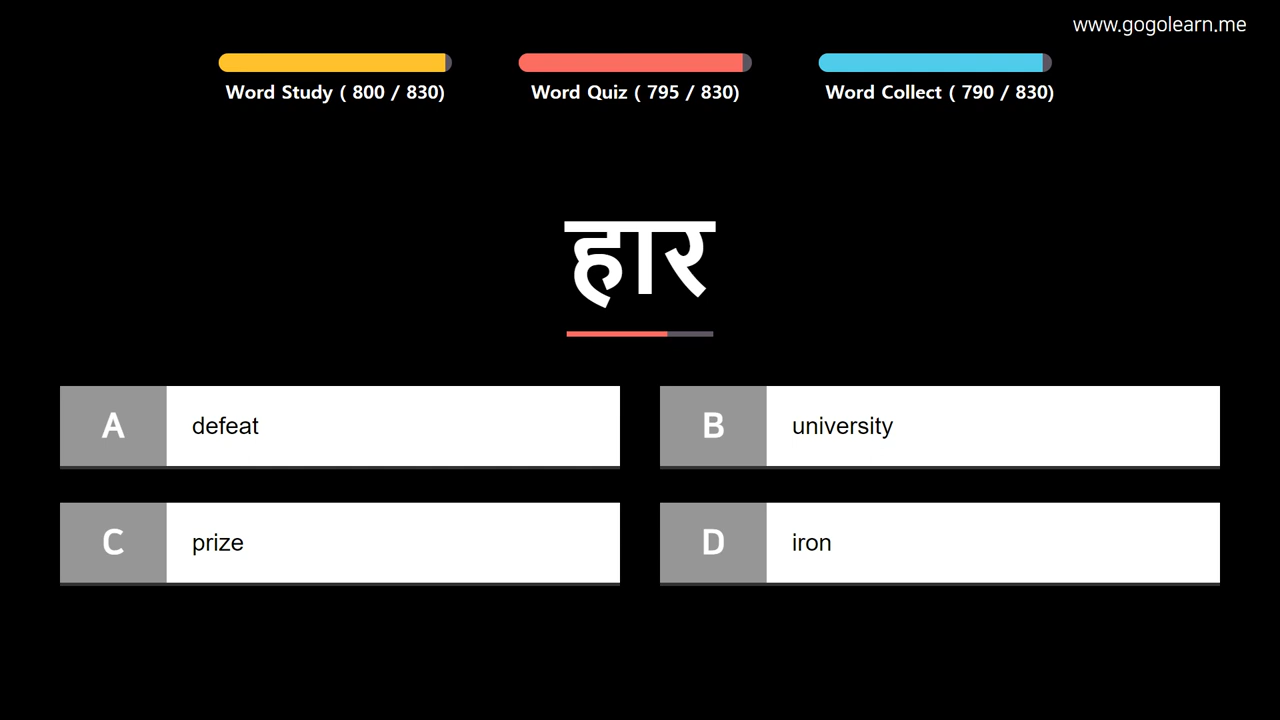 www.gogolearn.me
Word Study ( 800 / 830)
Word Quiz ( 795 / 830)
Word Collect ( 790 / 830)
हार
A defeat
B university
C prize
D iron